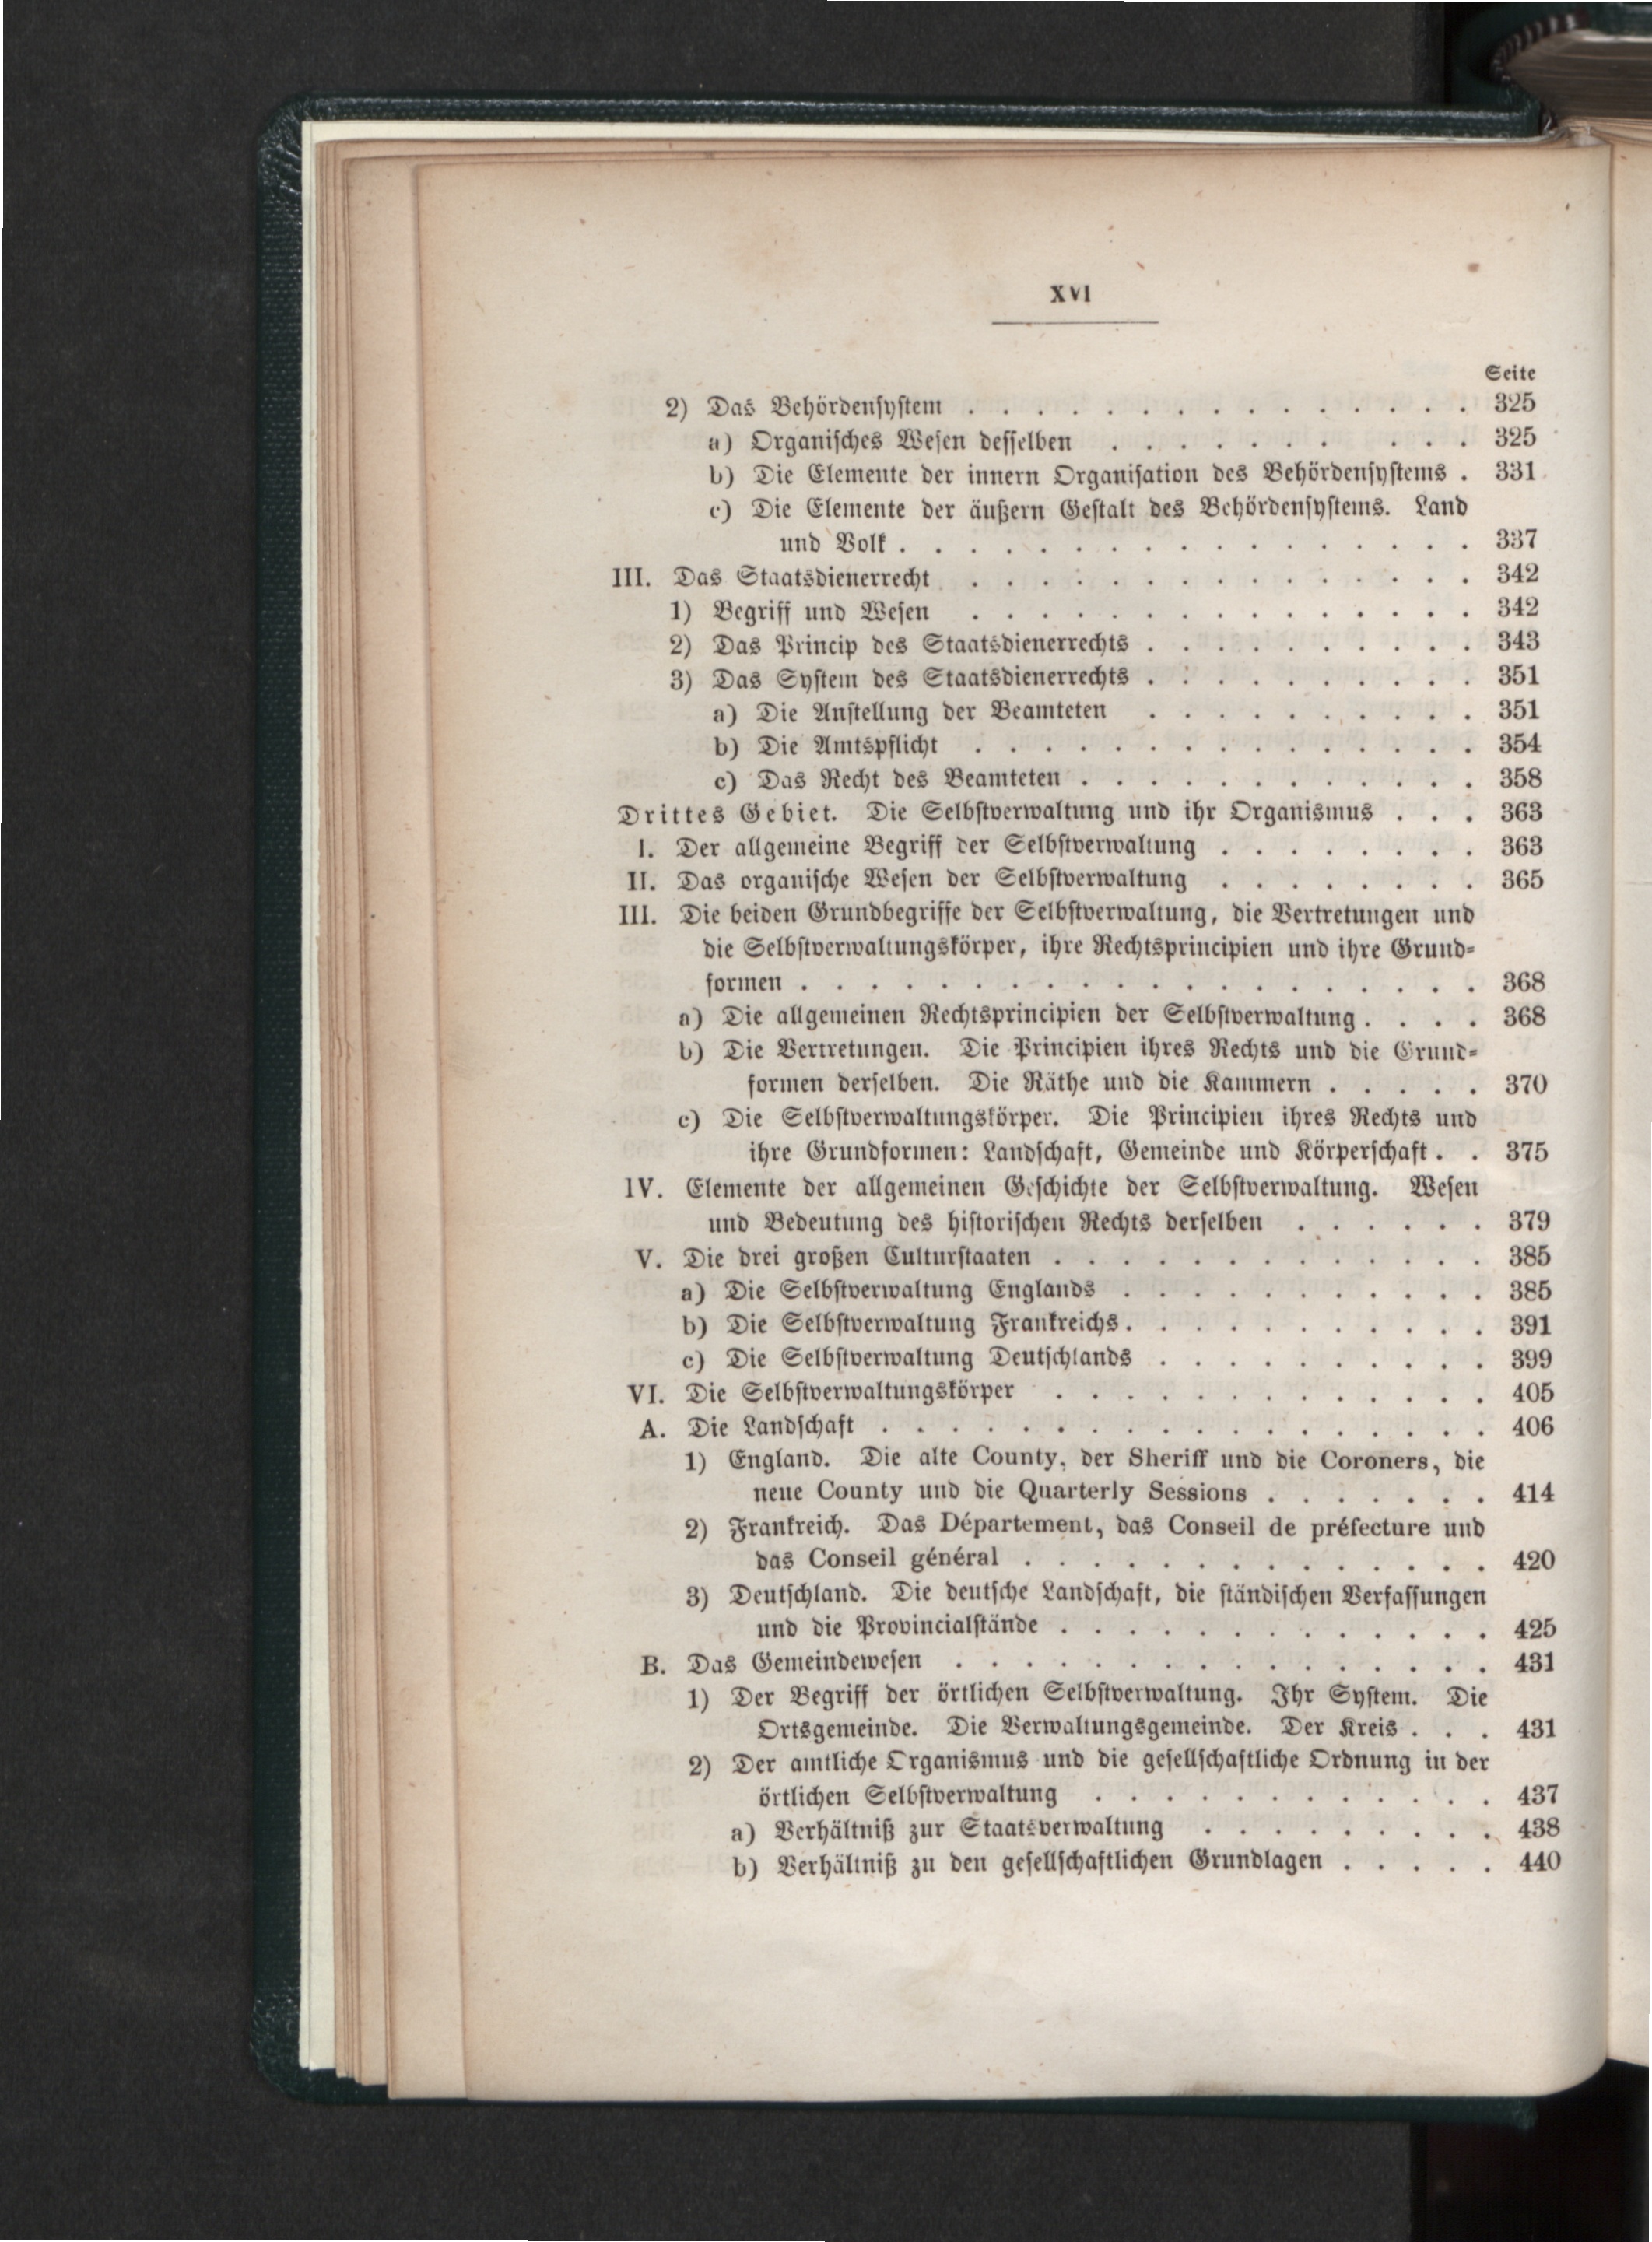 XVI
Seite
2) Das Behördensystem . . . . . . . . . . . . . . . 325
a) Organisches Wesen desselben . . . . . . . . . . . 325
b) Die Elemente der innern Organisation des Behördensystems . 331
c) Die Elemente der äußern Gestalt des Behördensystems. Land
und Volk . . . . . . . . . . . . . . . . . 337
III. Das Staatsdienerrecht . . . . . . . . . . . . . . . 342
1) Begriff und Wesen . . . . . . . . . . . . . . . 342
2) Das Princip des Staatsdienerrechts . . . . . . . . . . 343
3) Das System des Staatsdienerrechts . . . . . . . . . . 351
a) Die Anstellung der Beamteten . . . . . . . . . . 351
b) Die Amtspflicht . . . . . . . . . . . . . . . 354
c) Das Recht des Beamteten . . . . . . . . . . . . 358
Drittes Gebiet. Die Selbstverwaltung und ihr Organismus . . . 363
I. Der allgemeine Begriff der Selbstverwaltung . . . . . . . . 363
II. Das organische Wesen der Selbstverwaltung . . . . . . . . 365
III. Die beiden Grundbegriffe der Selbstverwaltung, die Vertretungen und
die Selbstverwaltungskörper, ihre Rechtsprincipien und ihre Grund-
formen . . . . . . . . . . . . . . . . . . . . 368
a) Die allgemeinen Rechtsprincipien der Selbstverwaltung . . . . 368
b) Die Vertretungen. Die Principien ihres Rechts und die Grund-
formen derselben. Die Räthe und die Kammern . . . . . 370
c) Die Selbstverwaltungskörper. Die Principien ihres Rechts und
ihre Grundformen: Landschaft, Gemeinde und Körperschaft . . 375
IV. Elemente der allgemeinen Geschichte der Selbstverwaltung. Wesen
und Bedeutung des historischen Rechts derselben . . . . . . 379
V. Die drei großen Culturstaaten . . . . . . . . . . . . . 385
a) Die Selbstverwaltung Englands . . . . . . . . . . . 385
b) Die Selbstverwaltung Frankreichs . . . . . . . . . . . 391
c) Die Selbstverwaltung Deutschlands . . . . . . . . . . 399
VI. Die Selbstverwaltungskörper . . . . . . . . . . . . . 405
A. Die Landschaft . . . . . . . . . . . . . . . . . . 406
1) England. Die alte County, der Sheriff und die Coroners, die
neue County und die Quarterly Sessions . . . . . . . 414
2) Frankreich. Das Département, das Conseil de préfecture und
das Conseil général . . . . . . . . . . . . . . 420
3) Deutschland. Die deutsche Landschaft, die ständischen Verfassungen
und die Provincialstände . . . . . . . . . . . . . 425
B. Das Gemeindewesen . . . . . . . . . . . . . . . . 431
1) Der Begriff der örtlichen Selbstverwaltung. Ihr System. Die
Ortsgemeinde. Die Verwaltungsgemeinde. Der Kreis . . . 431
2) Der amtliche Organismus und die gesellschaftliche Ordnung in der
örtlichen Selbstverwaltung . . . . . . . . . . . . 437
a) Verhältniß zur Staatsverwaltung . . . . . . . . . 438
b) Verhältniß zu den gesellschaftlichen Grundlagen . . . . . 440